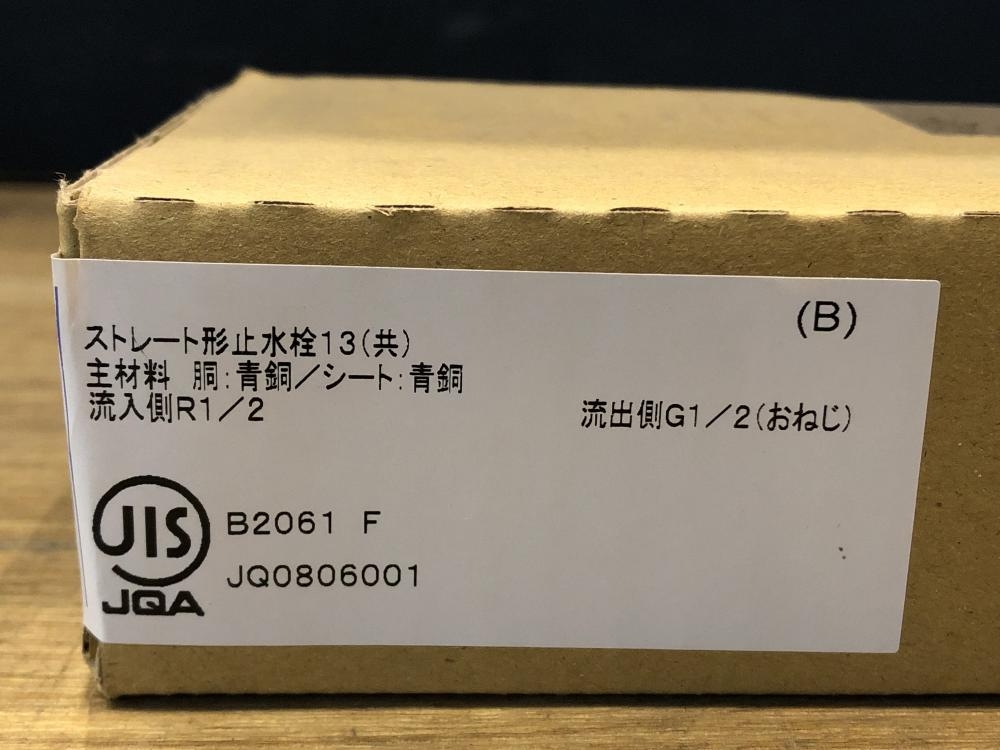 (B)
ストレート形止水栓13(共)
主材料 胴:青銅/シート:青銅
流入側R1/2 流出側G1/2(おねじ)
JIS B2061 F
JQA JQ0806001